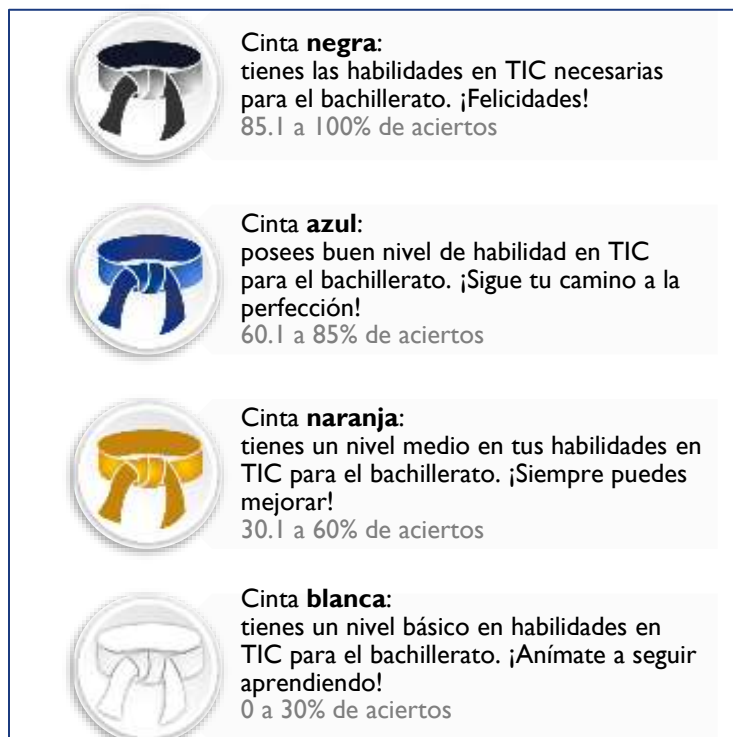 Cinta negra:
tienes las habilidades en TIC necesarias
para el bachillerato. ¡Felicidades!
85.1 a 100% de aciertos
Cinta azul:
posees buen nivel de habilidad en TIC
para el bachillerato. ¡Sigue tu camino a la
perfección!
60.1 a 85% de aciertos
Cinta naranja:
tienes un nivel medio en tus habilidades en
TIC para el bachillerato. ¡Siempre puedes
mejorar!
30.1 a 60% de aciertos
Cinta blanca:
tienes un nivel básico en habilidades en
TIC para el bachillerato. ¡Anímate a seguir
aprendiendo!
0 a 30% de aciertos